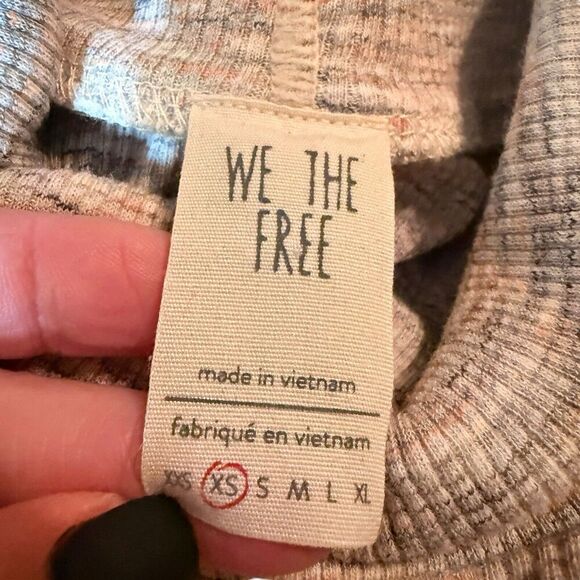 WE THE
FREE
made in vietnam
fabriqué en vietnam
XXS XS S M L XL